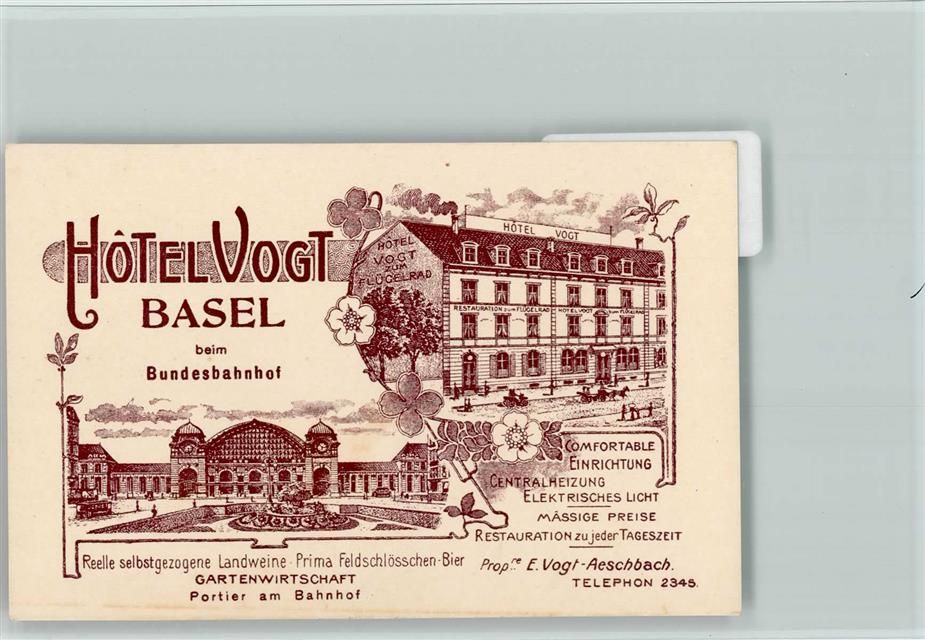 HÔTEL VOGT
BASEL
beim
Bundesbahnhof
HÔTEL VOGT
HÔTEL
VOGT
ZUM
FLÜGELRAD
RESTAURATION ZUM FLÜGELRAD HOTEL VOGT ZUM FLÜGELRAD
COMFORTABLE
EINRICHTUNG
CENTRALHEIZUNG
ELEKTRISCHES LICHT
MÄSSIGE PREISE
RESTAURATION zu jeder TAGESZEIT
Reelle selbstgezogene Landweine · Prima Feldschlösschen-Bier
GARTENWIRTSCHAFT
Portier am Bahnhof
Prop.re E. Vogt-Aeschbach.
TELEPHON 2345.